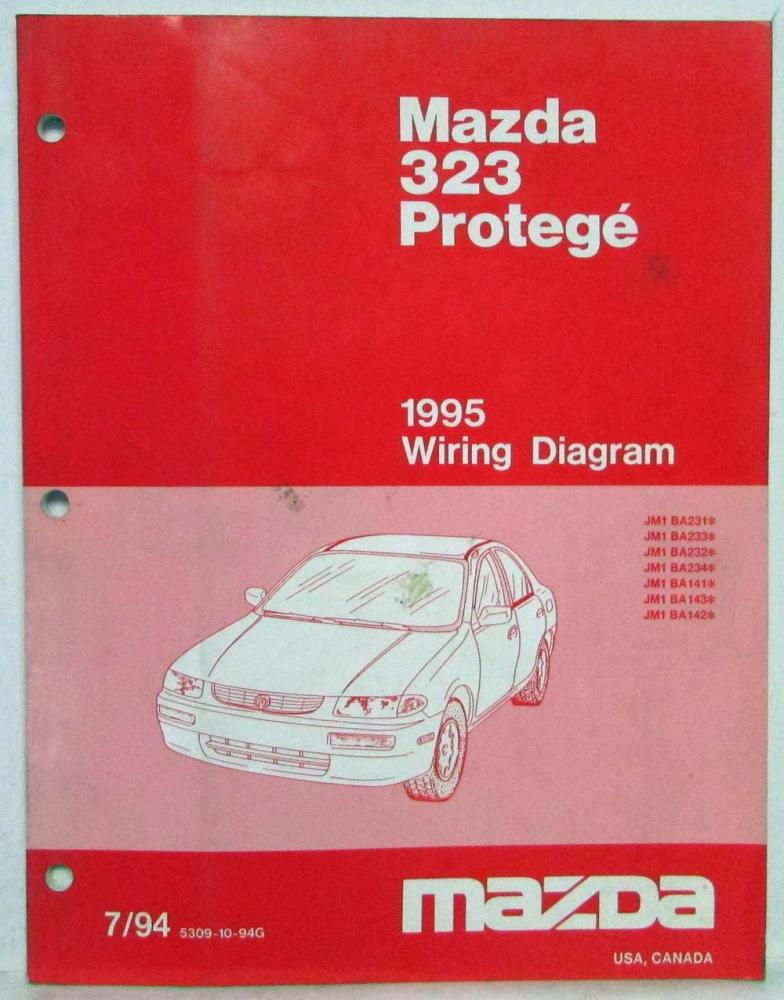 Mazda
323
Protegé
1995
Wiring Diagram
JM1 BA231*
JM1 BA233*
JM1 BA232*
JM1 BA234*
JM1 BA141*
JM1 BA143*
JM1 BA142*
7/94 5309-10-94G
mazda
USA, CANADA